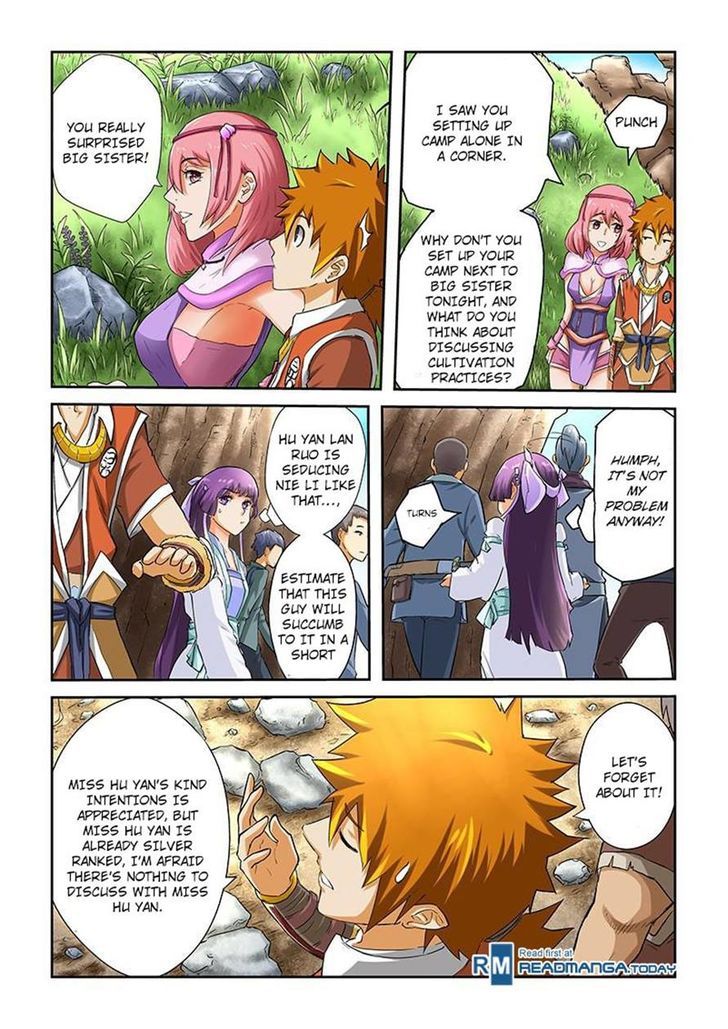 YOU REALLY
SURPRISED
BIG SISTER!
I SAW YOU
SETTING UP
CAMP ALONE IN
A CORNER.
PUNCH
WHY DON'T YOU
SET UP YOUR
CAMP NEXT TO
BIG SISTER
TONIGHT, AND
WHAT DO YOU
THINK ABOUT
DISCUSSING
CULTIVATION
PRACTICES?
HU YAN LAN
RUO IS
SEDUCING
NIE LI LIKE
THAT...,
ESTIMATE
THAT THIS
GUY WILL
SUCCUMB
TO IT IN A
SHORT
TURNS
HUMPH,
IT'S NOT
MY
PROBLEM
ANYWAY!
MISS HU YAN'S KIND
INTENTIONS IS
APPRECIATED, BUT
MISS HU YAN IS
ALREADY SILVER
RANKED, I'M AFRAID
THERE'S NOTHING TO
DISCUSS WITH MISS
HU YAN.
LET'S
FORGET
ABOUT IT!
Read first at
RM READMANGA.TODAY